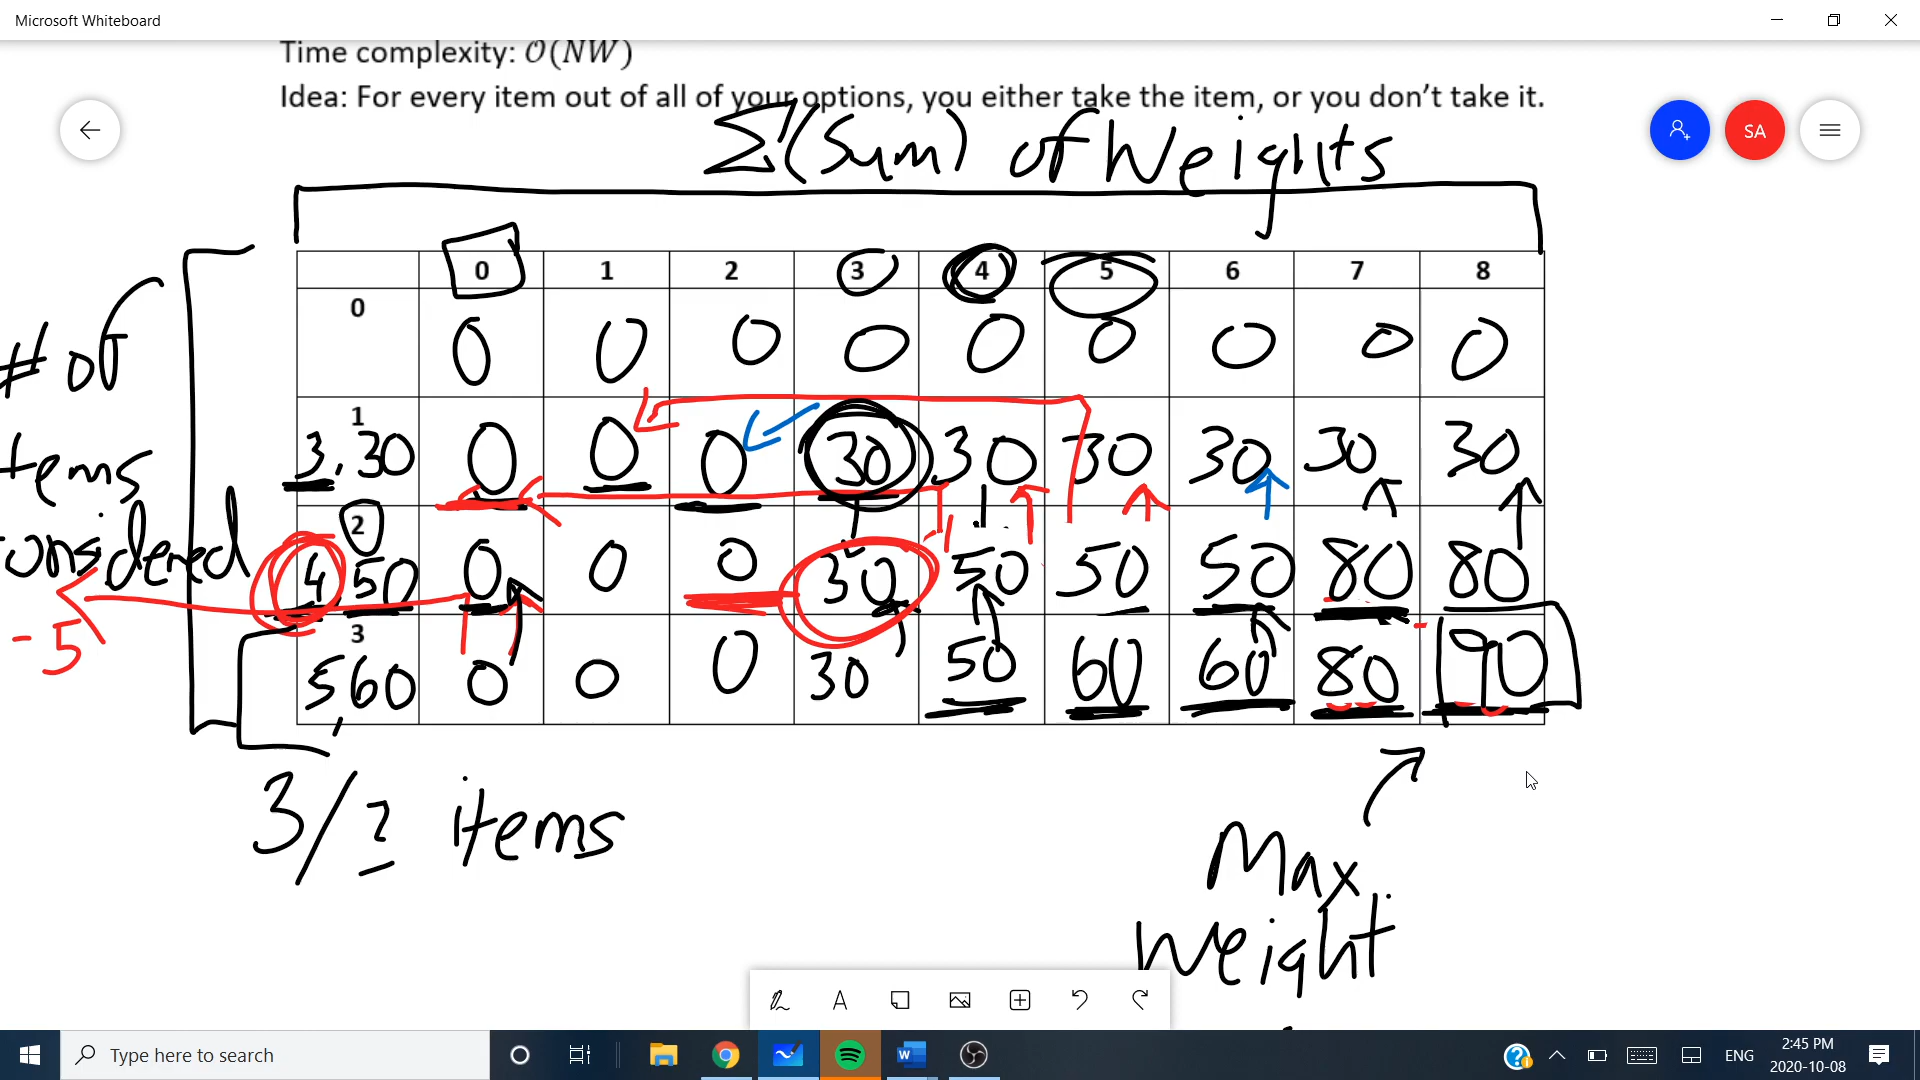 Microsoft Whiteboard
Time complexity: O(NW)
Idea: For every item out of all of your options, you either take the item, or you don't take it.
SA
Σ(Sum) of Weights
0 1 2 3 4 5 6 7 8
0
0 0 0 0 0 0 0 0 0
# of
1
3, 30 0 0 0 30 30 30 30 30 30
tems
2
onsidered
4, 50 0 0 0 30 50 50 50 80 80
-5
3
5, 60 0 0 0 30 50 60 60 80 90
3/? items
Max
Weight
Type here to search
ENG
2:45 PM
2020-10-08